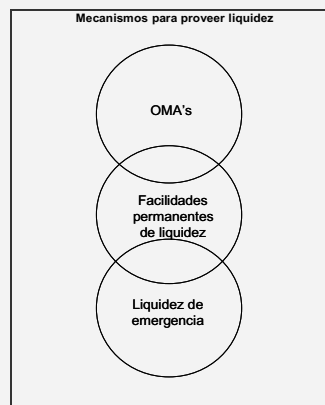 Mecanismos para proveer liquidez
OMA's
Facilidades
permanentes
de liquidez
Liquidez de
emergencia